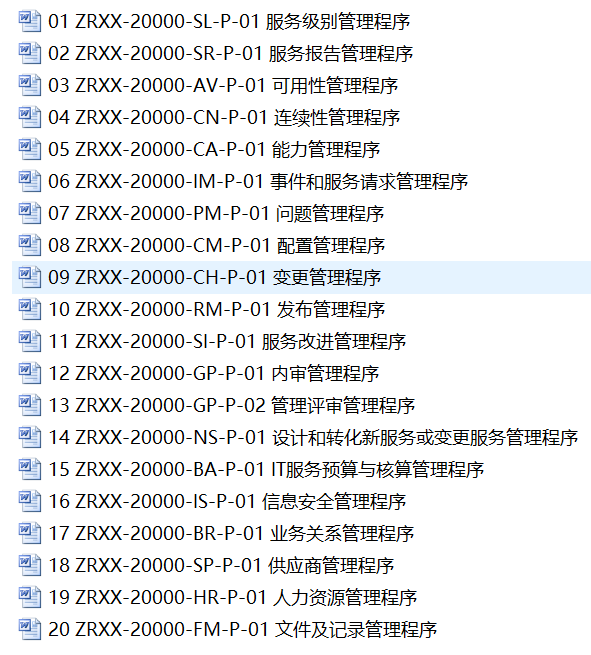 01 ZRXX-20000-SL-P-01 服务级别管理程序
02 ZRXX-20000-SR-P-01 服务报告管理程序
03 ZRXX-20000-AV-P-01 可用性管理程序
04 ZRXX-20000-CN-P-01 连续性管理程序
05 ZRXX-20000-CA-P-01 能力管理程序
06 ZRXX-20000-IM-P-01 事件和服务请求管理程序
07 ZRXX-20000-PM-P-01 问题管理程序
08 ZRXX-20000-CM-P-01 配置管理程序
09 ZRXX-20000-CH-P-01 变更管理程序
10 ZRXX-20000-RM-P-01 发布管理程序
11 ZRXX-20000-SI-P-01 服务改进管理程序
12 ZRXX-20000-GP-P-01 内审管理程序
13 ZRXX-20000-GP-P-02 管理评审管理程序
14 ZRXX-20000-NS-P-01 设计和转化新服务或变更服务管理程序
15 ZRXX-20000-BA-P-01 IT服务预算与核算管理程序
16 ZRXX-20000-IS-P-01 信息安全管理程序
17 ZRXX-20000-BR-P-01 业务关系管理程序
18 ZRXX-20000-SP-P-01 供应商管理程序
19 ZRXX-20000-HR-P-01 人力资源管理程序
20 ZRXX-20000-FM-P-01 文件及记录管理程序